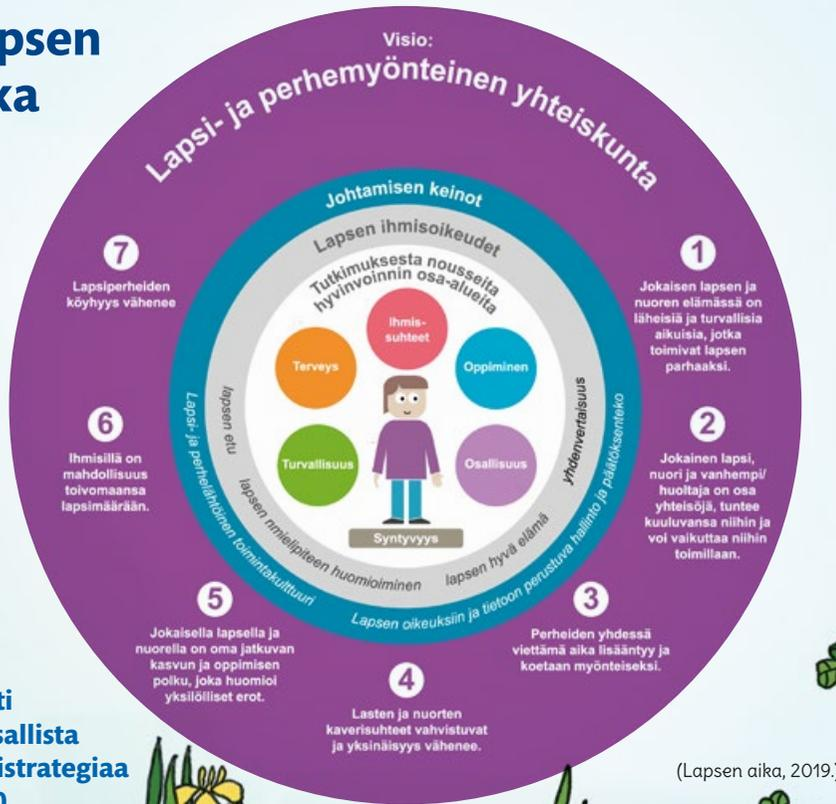 psen
ka
Visio:
Lapsi- ja perhemyönteinen yhteiskunta
Johtamisen keinot
Lapsen ihmisoikeudet
Tutkimuksesta nousseita
hyvinvoinnin osa-alueita
Ihmis-
suhteet
Terveys
Oppiminen
Turvallisuus
Osallisuus
Syntyvyys
lapsen etu
yhdenvertaisuus
lapsen nmielipiteen huomioiminen
lapsen hyvä elämä
Lapsi- ja perhelähtöinen toimintakulttuuri
Lapsen oikeuksiin ja tietoon perustuva hallinto ja päätöksenteko
1
Jokaisen lapsen ja
nuoren elämässä on
läheisiä ja turvallisia
aikuisia, jotka
toimivat lapsen
parhaaksi.
2
Jokainen lapsi,
nuori ja vanhempi/
huoltaja on osa
yhteisöjä, tuntee
kuuluvansa niihin ja
voi vaikuttaa niihin
toimillaan.
3
Perheiden yhdessä
viettämä aika lisääntyy ja
koetaan myönteiseksi.
4
Lasten ja nuorten
kaverisuhteet vahvistuvat
ja yksinäisyys vähenee.
5
Jokaisella lapsella ja
nuorella on oma jatkuvan
kasvun ja oppimisen
polku, joka huomioi
yksilölliset erot.
6
Ihmisillä on
mahdollisuus
toivomaansa
lapsimäärään.
7
Lapsiperheiden
köyhyys vähenee
ti
sallista
istrategiaa
(Lapsen aika, 2019.)